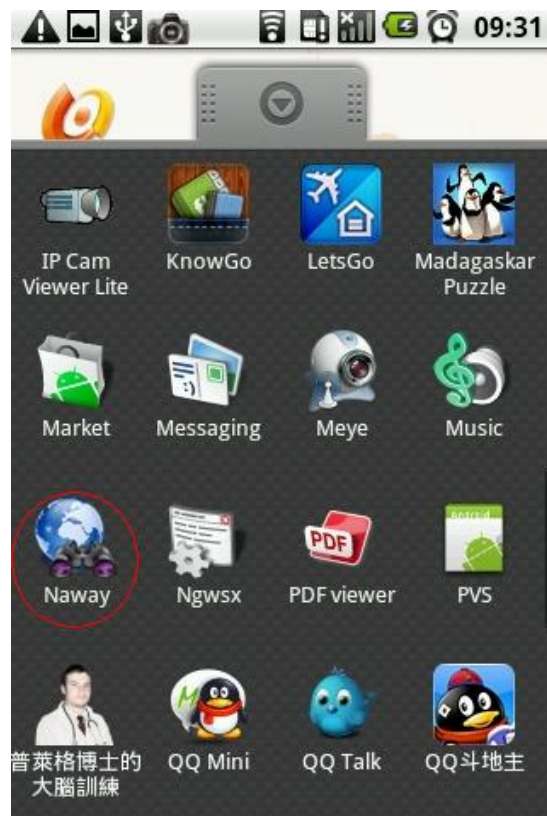 09:31
IP Cam
Viewer Lite
KnowGo
LetsGo
Madagaskar
Puzzle
Market
Messaging
Meye
Music
Naway
Ngwsx
PDF
PDF viewer
Android
PVS
普萊格博士的
大腦訓練
QQ Mini
QQ Talk
QQ斗地主